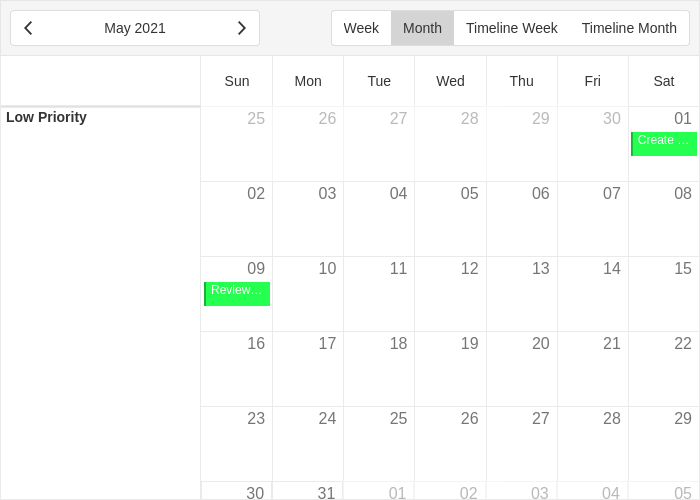 May 2021
Week Month Timeline Week Timeline Month
Sun Mon Tue Wed Thu Fri Sat
Low Priority
25 26 27 28 29 30 01
Create ...
02 03 04 05 06 07 08
09 10 11 12 13 14 15
Review...
16 17 18 19 20 21 22
23 24 25 26 27 28 29
30 31 01 02 03 04 05